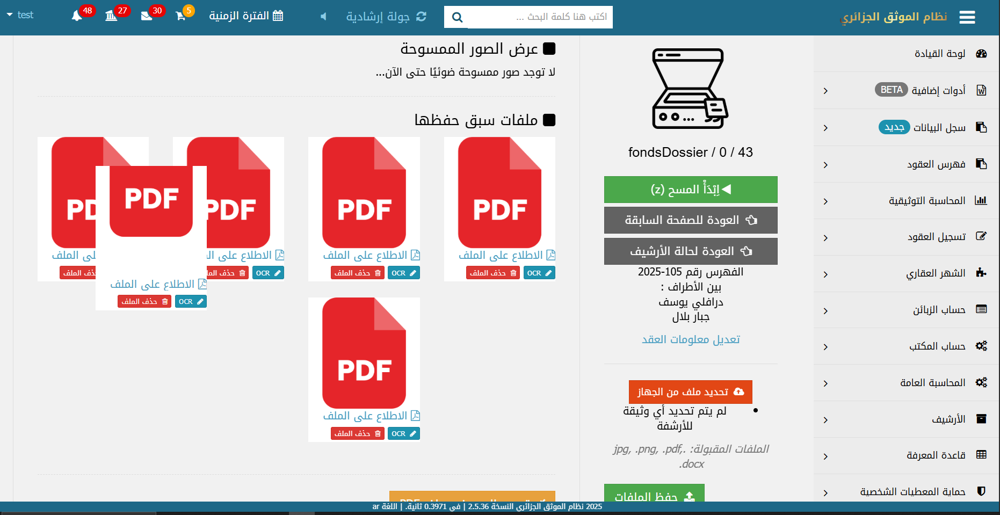 نظام الموثق الجزائري
اكتب هنا كلمة البحث ...
جولة إرشادية
الفترة الزمنية
5
30
27
48
test
لوحة القيادة
أدوات إضافية BETA
سجل البيانات جديد
فهرس العقود
المحاسبة التوثيقية
تسجيل العقود
الشهر العقاري
حساب الزبائن
حساب المكتب
المحاسبة العامة
الأرشيف
قاعدة المعرفة
حماية المعطيات الشخصية
fondsDossier / 0 / 43
اِبْدَأْ المسح (z)
العودة للصفحة السابقة
العودة لحالة الأرشيف
الفهرس رقم 105-2025
بين الأطراف :
درافلي يوسف
جبار بلال
تعديل معلومات العقد
تحديد ملف من الجهاز
لم يتم تحديد أي وثيقة
للأرشفة
الملفات المقبولة: .jpg, .png, .pdf,
.docx
حفظ الملفات
عرض الصور الممسوحة
لا توجد صور ممسوحة ضوئيًا حتى الآن...
ملفات سبق حفظها
PDF
الاطلاع على الملف
OCR حذف الملف
PDF
الاطلاع على الملف
OCR حذف الملف
PDF
الاطلاع على
OCR حذف
PDF
الاطلاع على الملف
OCR حذف الملف
على الملف
حذف الملف
PDF
الاطلاع على الملف
OCR حذف الملف
PDF
2025 نظام الموثق الجزائري النسخة 2.5.36 | في 0.3971 ثانية. | اللغة ar